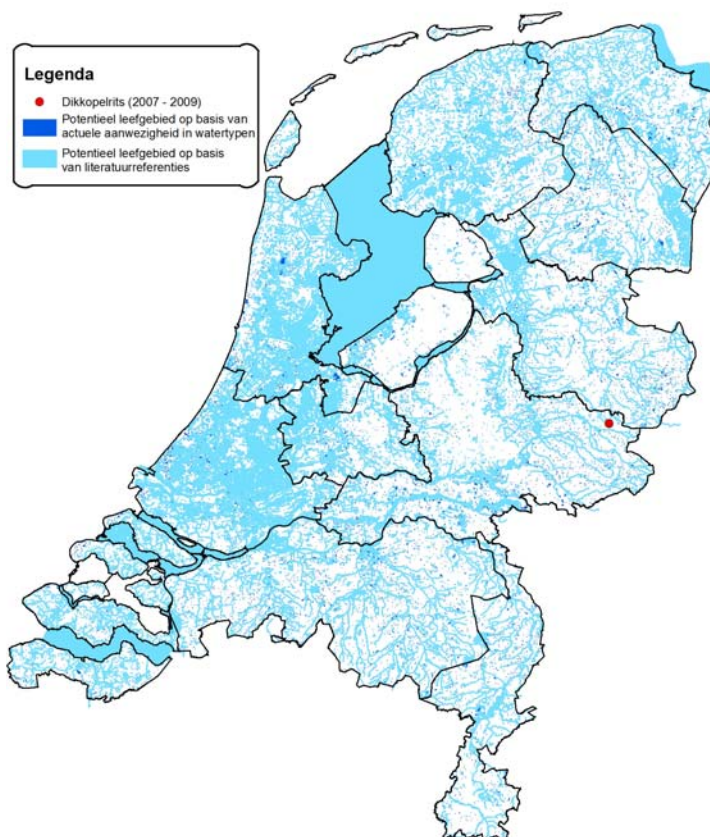 Legenda
Dikkopelrits (2007 - 2009)
Potentieel leefgebied op basis van
actuele aanwezigheid in watertypen
Potentieel leefgebied op basis
van literatuurreferenties